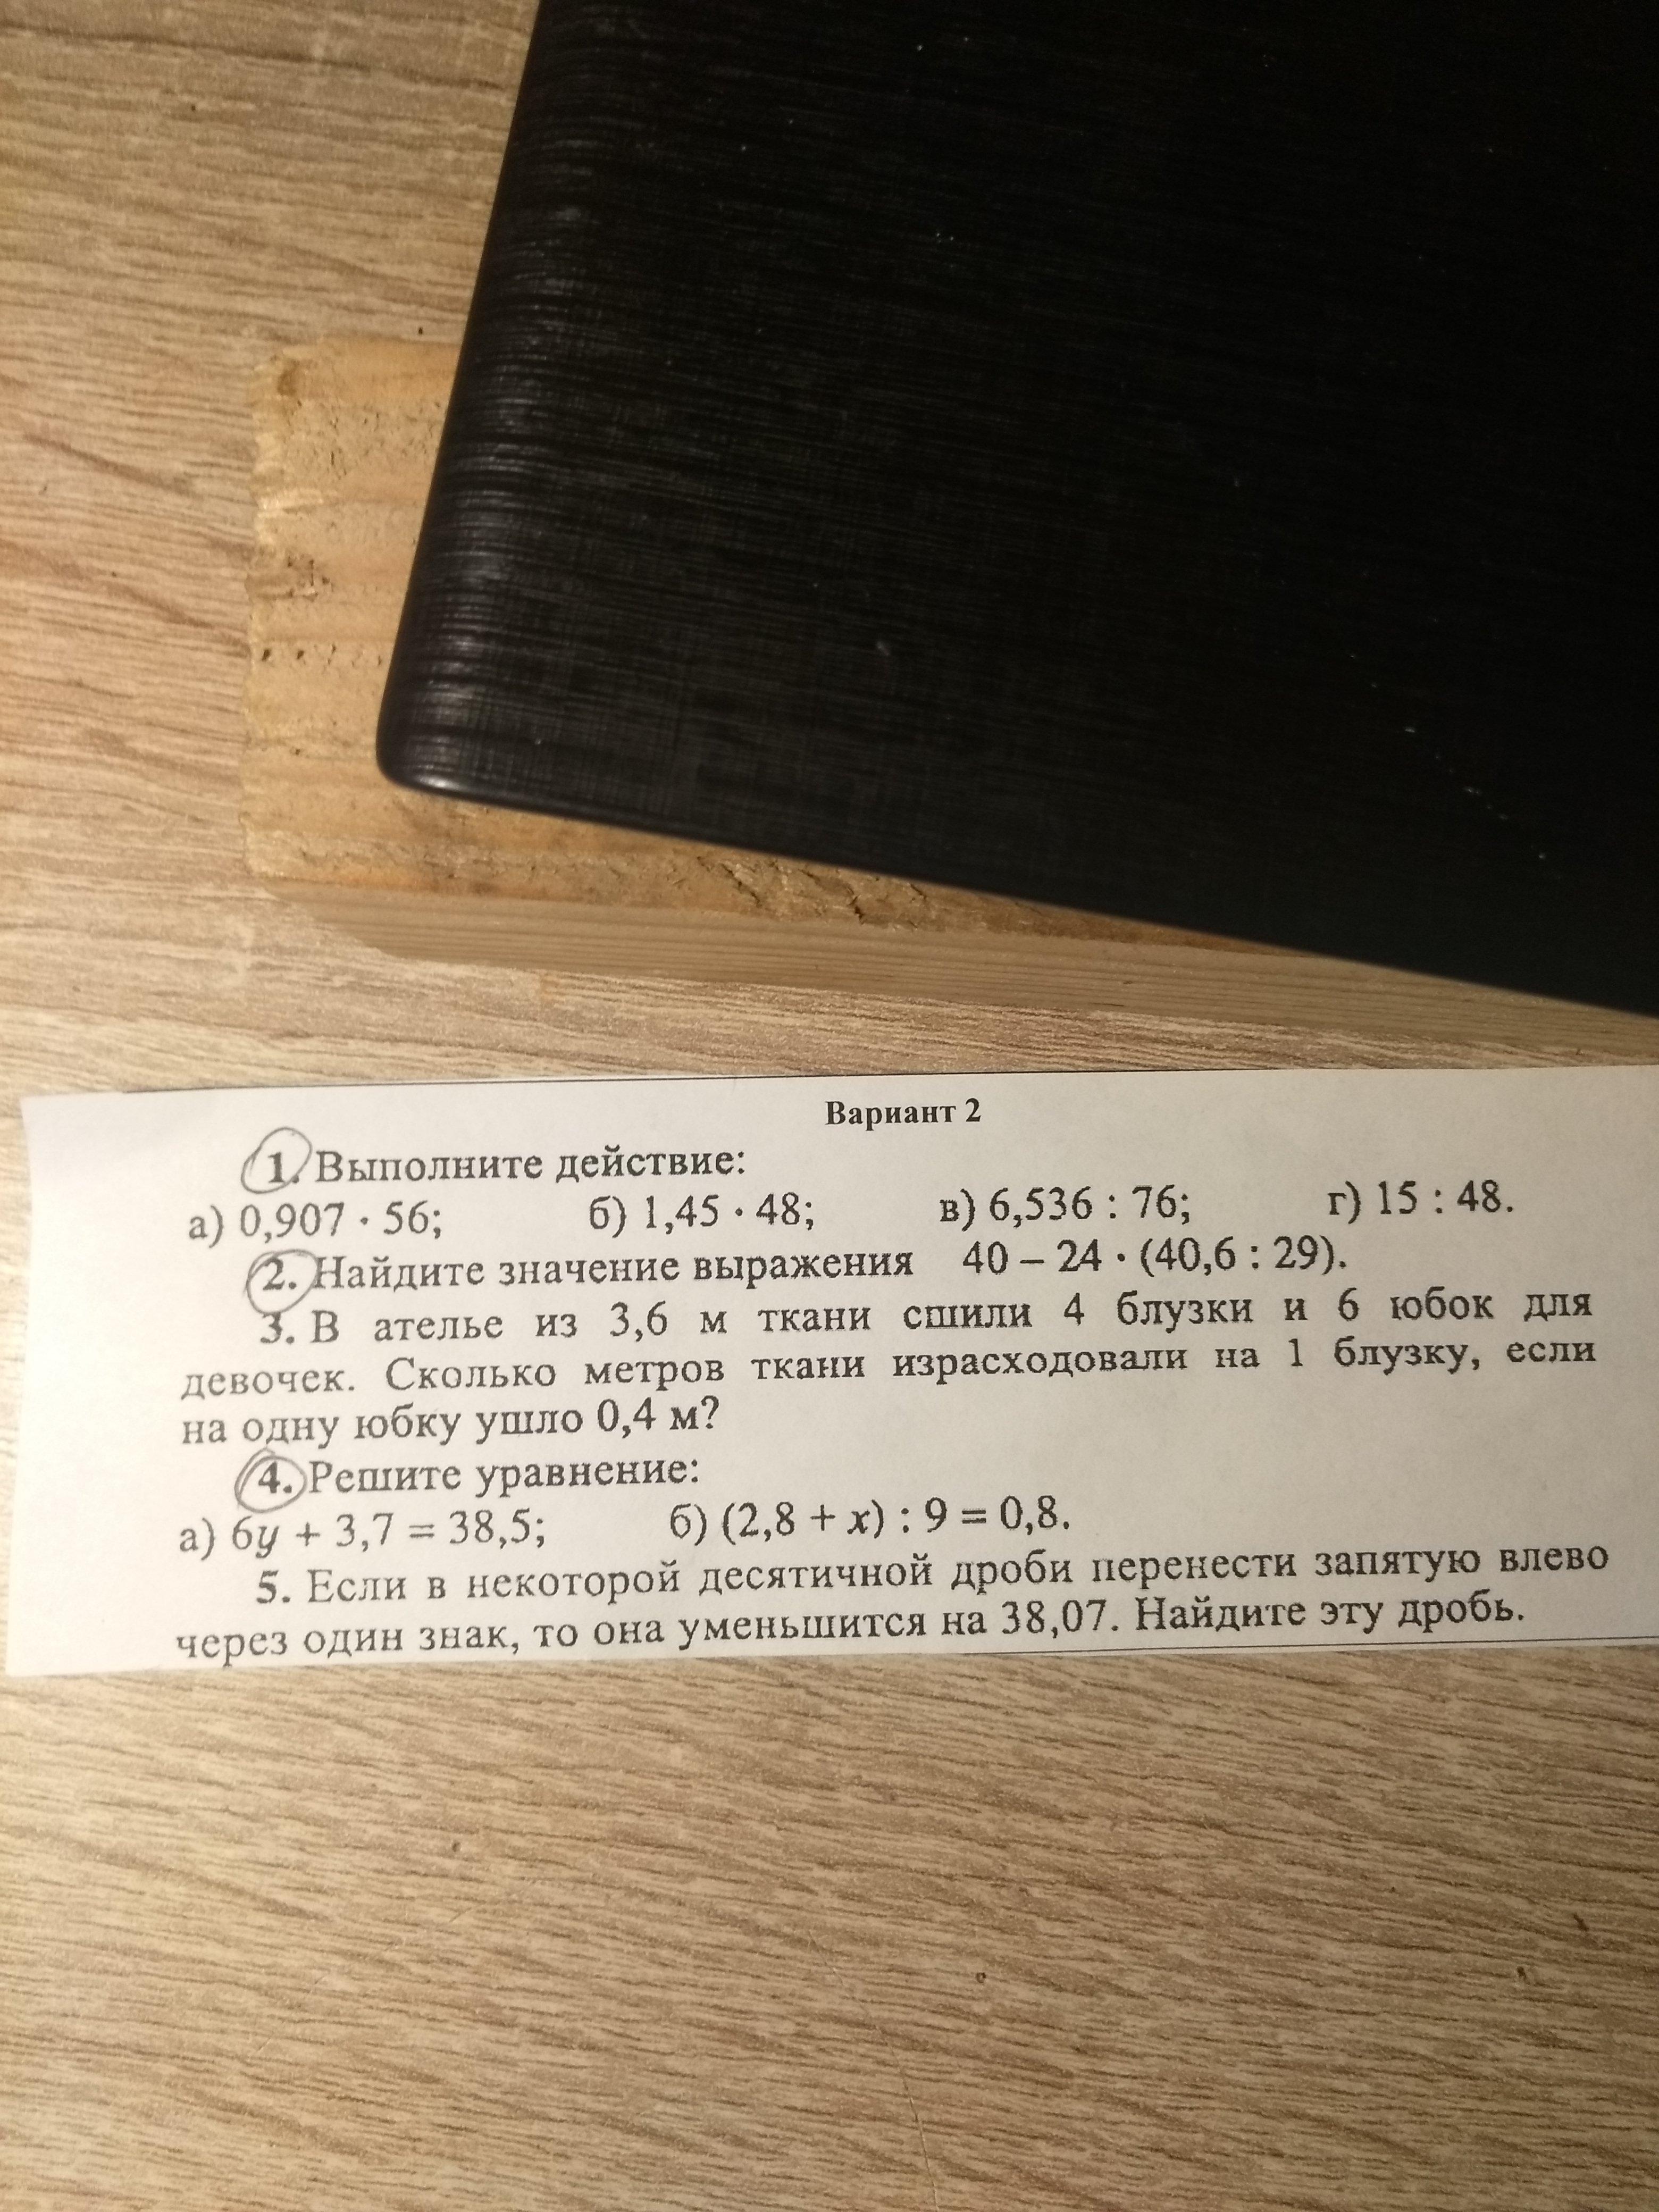 Вариант 2
1. Выполните действие:
а) 0,907 · 56; б) 1,45 · 48; в) 6,536 : 76; г) 15 : 48.
2. Найдите значение выражения 40 – 24 · (40,6 : 29).
3. В ателье из 3,6 м ткани сшили 4 блузки и 6 юбок для
девочек. Сколько метров ткани израсходовали на 1 блузку, если
на одну юбку ушло 0,4 м?
4. Решите уравнение:
а) 6y + 3,7 = 38,5; б) (2,8 + x) : 9 = 0,8.
5. Если в некоторой десятичной дроби перенести запятую влево
через один знак, то она уменьшится на 38,07. Найдите эту дробь.